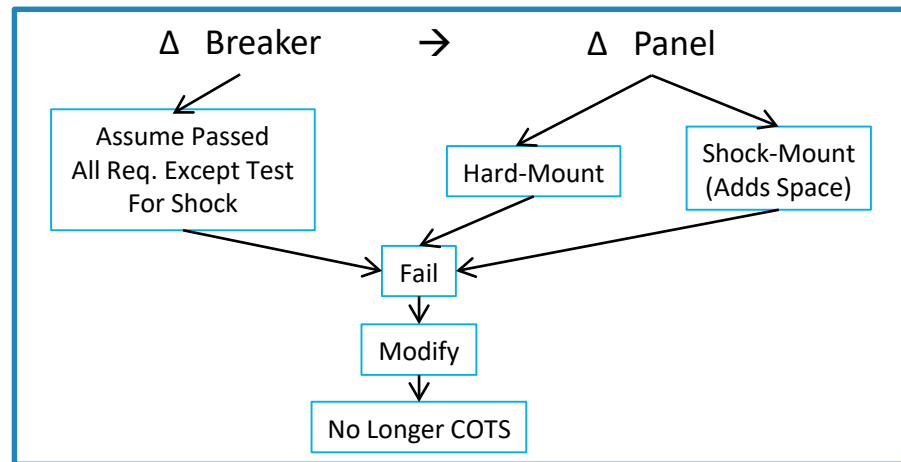 Δ Breaker → Δ Panel
Assume Passed
All Req. Except Test
For Shock
Hard-Mount
Shock-Mount
(Adds Space)
Fail
Modify
No Longer COTS